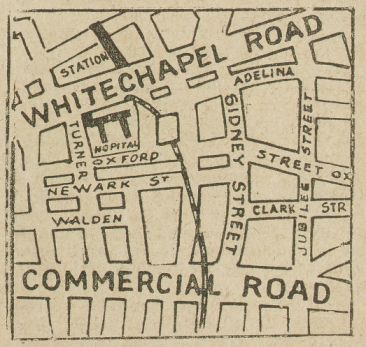 STATION
WHITECHAPEL ROAD
ADELINA
TURNER
HOPITAL
OXFORD
STREET OX
NEWARK ST
SIDNEY STREET
JUBILEE STREET
WALDEN
CLARK STR
COMMERCIAL ROAD